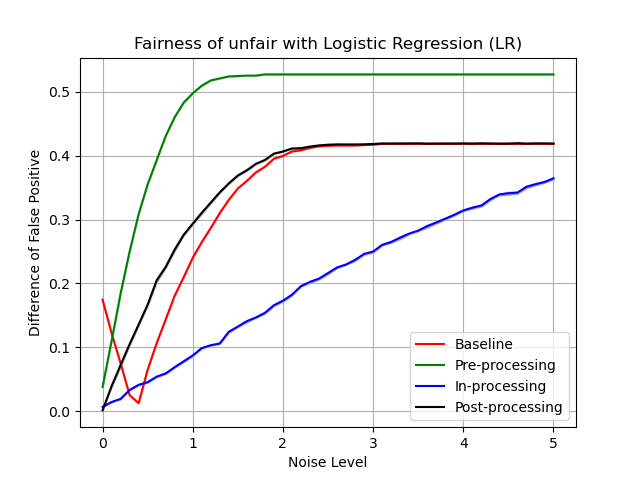 Fairness of unfair with Logistic Regression (LR)
Difference of False Positive
0.5
0.4
0.3
0.2
0.1
0.0
Baseline
Pre-processing
In-processing
Post-processing
0 1 2 3 4 5
Noise Level